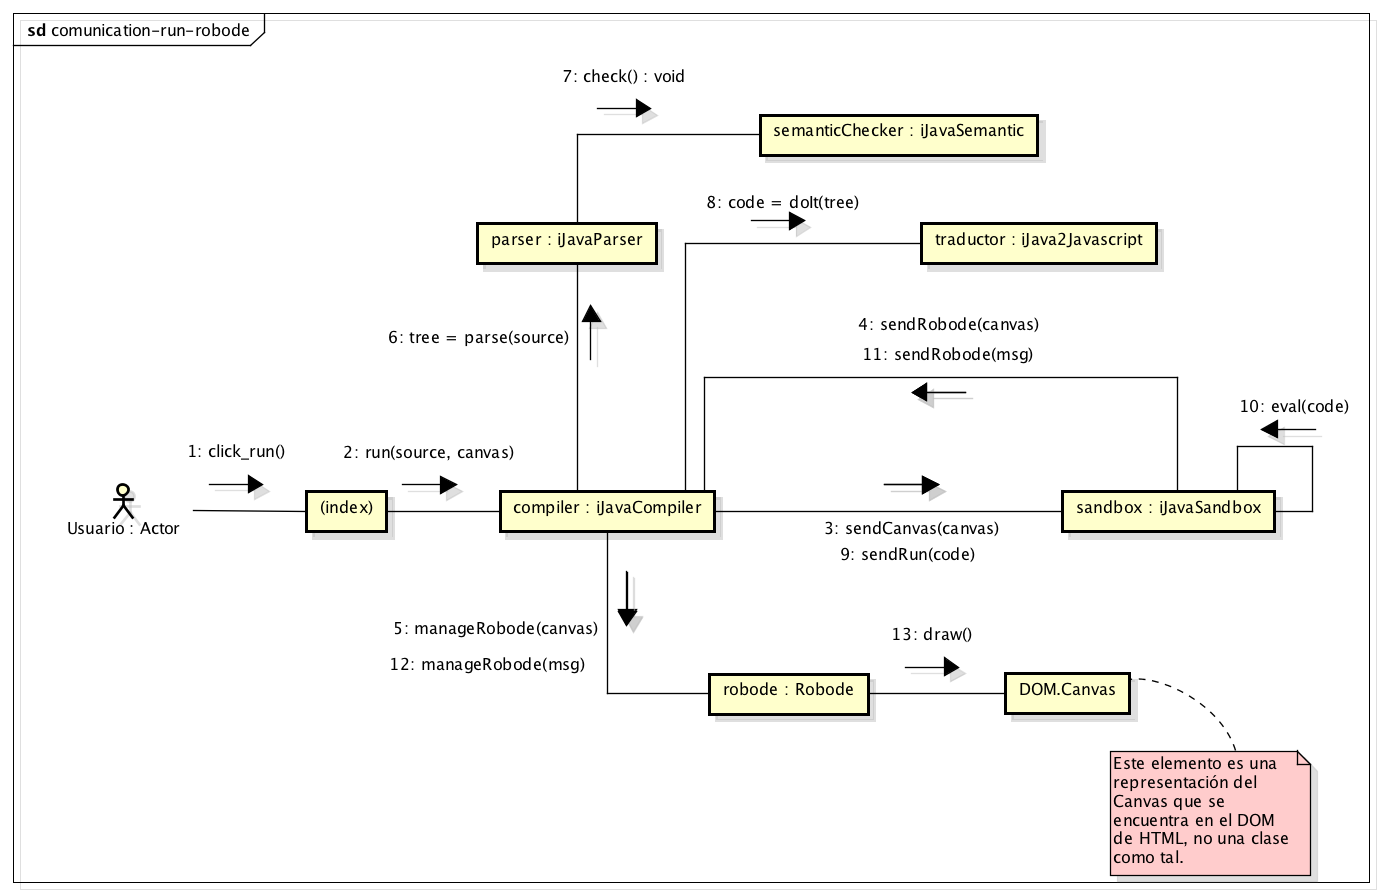 sd comunication-run-robode
7: check() : void
semanticChecker : iJavaSemantic
8: code = doIt(tree)
parser : iJavaParser
traductor : iJava2Javascript
6: tree = parse(source)
4: sendRobode(canvas)
11: sendRobode(msg)
10: eval(code)
1: click_run()
2: run(source, canvas)
Usuario : Actor
(index)
compiler : iJavaCompiler
sandbox : iJavaSandbox
3: sendCanvas(canvas)
9: sendRun(code)
5: manageRobode(canvas)
12: manageRobode(msg)
13: draw()
robode : Robode
DOM.Canvas
Este elemento es una
representación del
Canvas que se
encuentra en el DOM
de HTML, no una clase
como tal.